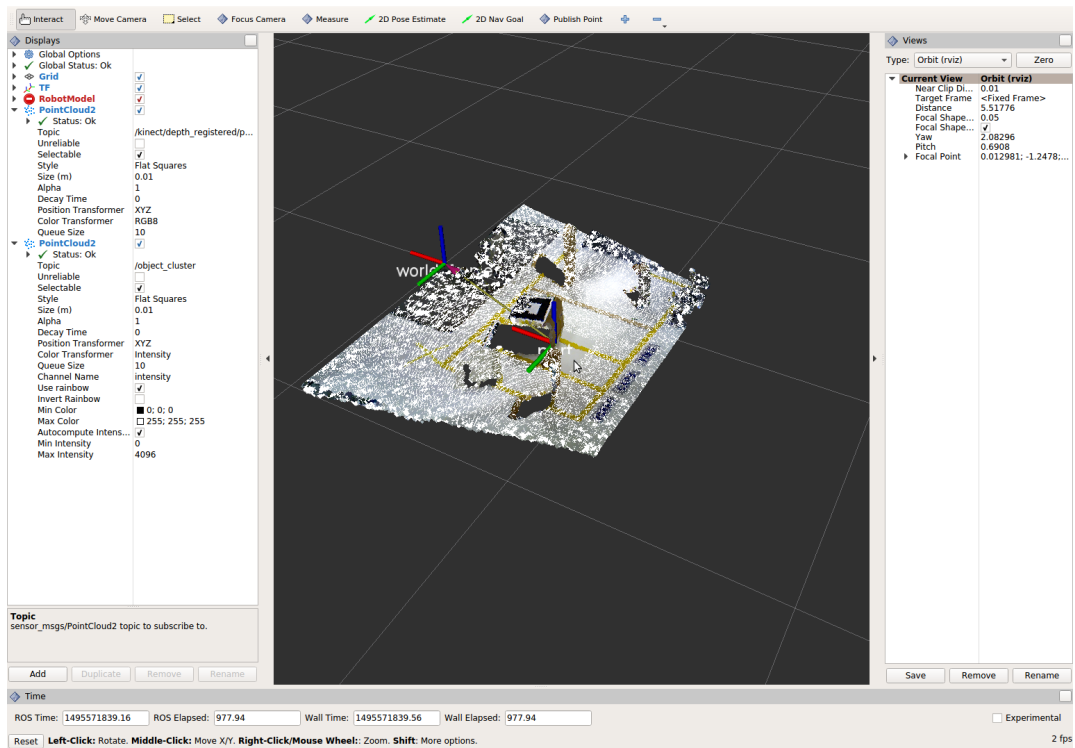 Interact Move Camera Select Focus Camera Measure 2D Pose Estimate 2D Nav Goal Publish Point
Displays
Global Options
Global Status: Ok
Grid
TF
RobotModel
PointCloud2
Status: Ok
Topic /kinect/depth_registered/p...
Unreliable
Selectable
Style Flat Squares
Size (m) 0.01
Alpha 1
Decay Time 0
Position Transformer XYZ
Color Transformer RGB8
Queue Size 10
PointCloud2
Status: Ok
Topic /object_cluster
Unreliable
Selectable
Style Flat Squares
Size (m) 0.01
Alpha 1
Decay Time 0
Position Transformer XYZ
Color Transformer Intensity
Queue Size 10
Channel Name intensity
Use rainbow
Invert Rainbow
Min Color 0; 0; 0
Max Color 255; 255; 255
Autocompute Intens...
Min Intensity 0
Max Intensity 4096
Topic
sensor_msgs/PointCloud2 topic to subscribe to.
Add Duplicate Remove Rename
world
Views
Type: Orbit (rviz) Zero
Current View Orbit (rviz)
Near Clip Di... 0.01
Target Frame <Fixed Frame>
Distance 5.51776
Focal Shape... 0.05
Focal Shape...
Yaw 2.08296
Pitch 0.6908
Focal Point 0.012981; -1.2478;...
Save Remove Rename
Time
ROS Time: 1495571839.16 ROS Elapsed: 977.94 Wall Time: 1495571839.56 Wall Elapsed: 977.94 Experimental
Reset Left-Click: Rotate. Middle-Click: Move X/Y. Right-Click/Mouse Wheel:: Zoom. Shift: More options. 2 fps